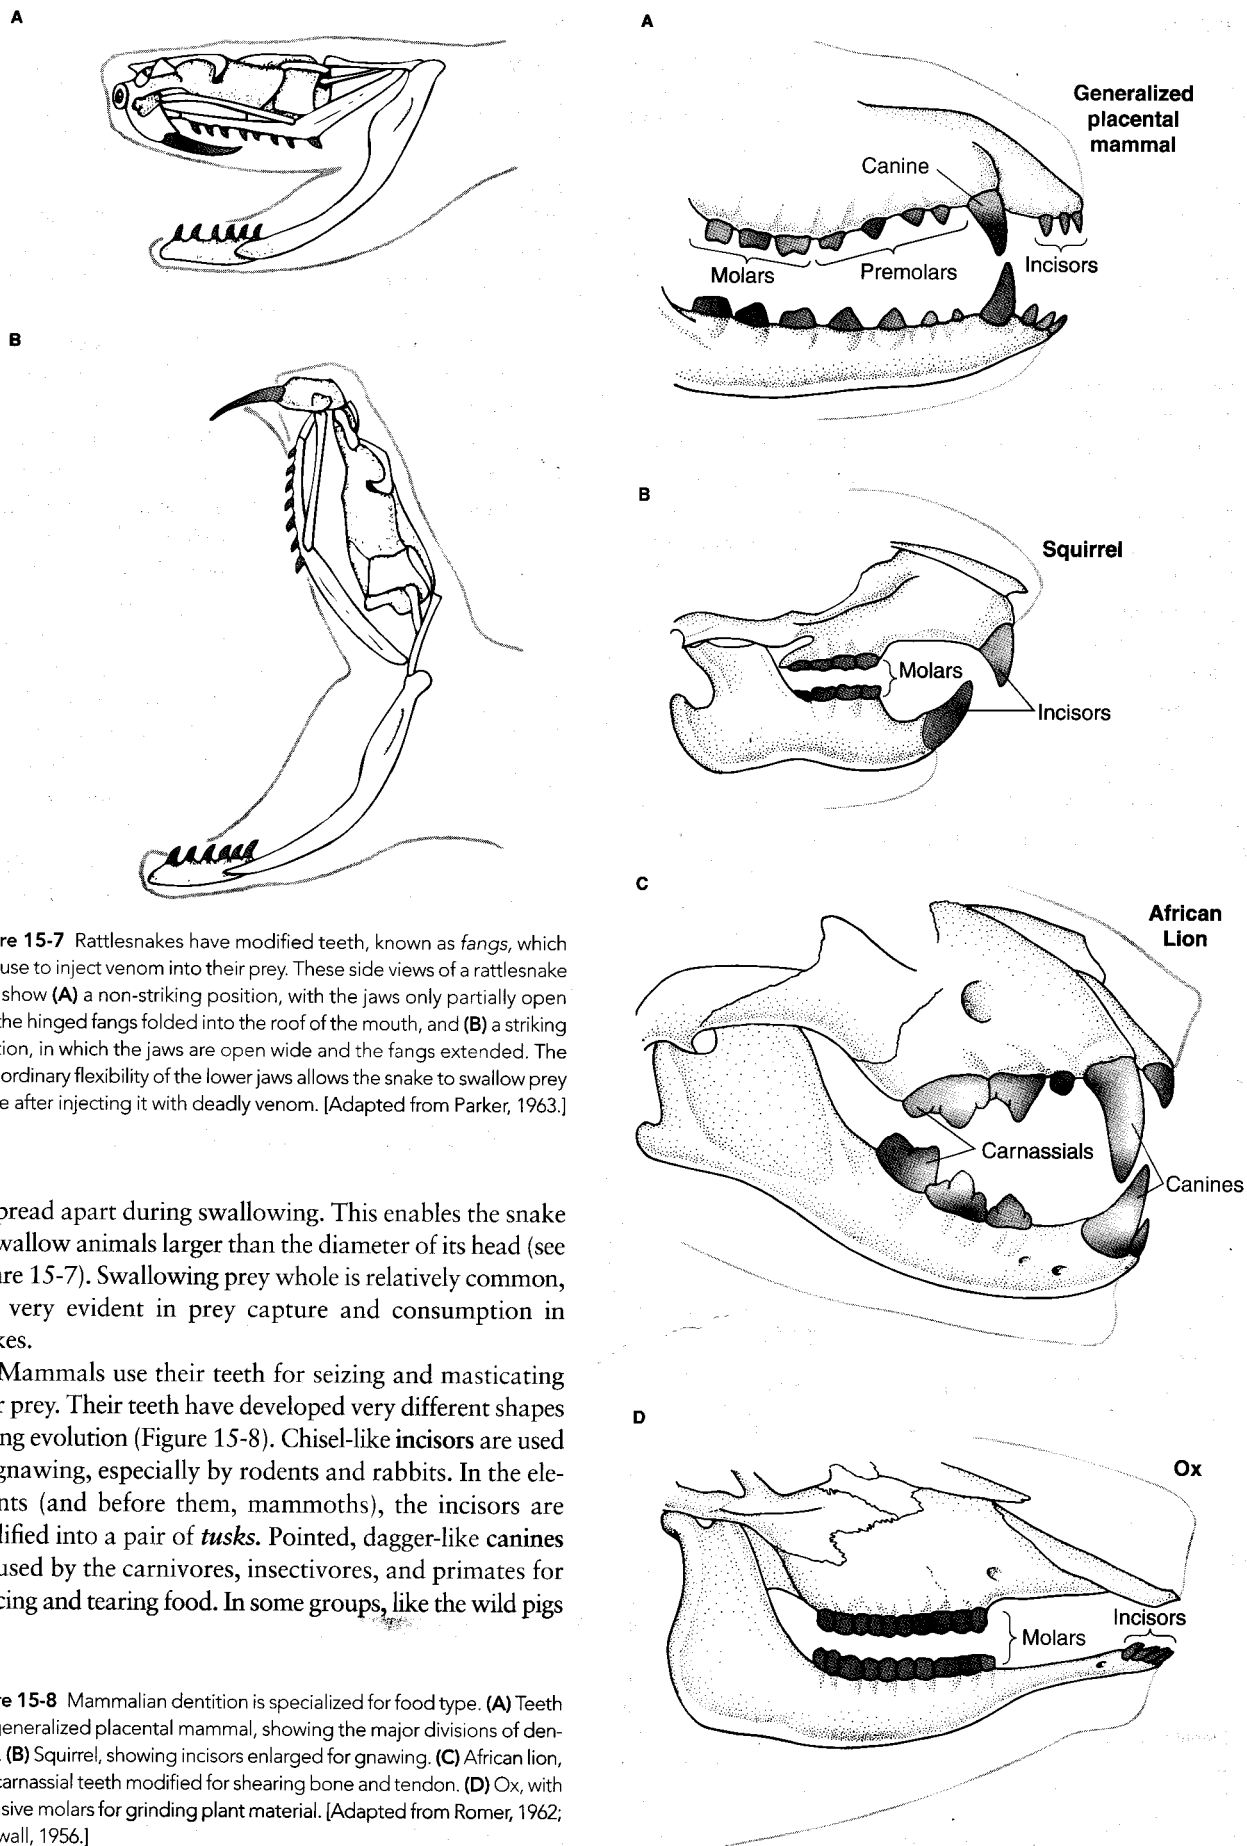 A
B
re 15-7 Rattlesnakes have modified teeth, known as fangs, which
use to inject venom into their prey. These side views of a rattlesnake
show (A) a non-striking position, with the jaws only partially open
the hinged fangs folded into the roof of the mouth, and (B) a striking
tion, in which the jaws are open wide and the fangs extended. The
ordinary flexibility of the lower jaws allows the snake to swallow prey
e after injecting it with deadly venom. [Adapted from Parker, 1963.]
pread apart during swallowing. This enables the snake
wallow animals larger than the diameter of its head (see
re 15-7). Swallowing prey whole is relatively common,
very evident in prey capture and consumption in
kes.
Mammals use their teeth for seizing and masticating
r prey. Their teeth have developed very different shapes
ng evolution (Figure 15-8). Chisel-like incisors are used
gnawing, especially by rodents and rabbits. In the ele-
nts (and before them, mammoths), the incisors are
dified into a pair of tusks. Pointed, dagger-like canines
used by the carnivores, insectivores, and primates for
cing and tearing food. In some groups, like the wild pigs
re 15-8 Mammalian dentition is specialized for food type. (A) Teeth
generalized placental mammal, showing the major divisions of den-
. (B) Squirrel, showing incisors enlarged for gnawing. (C) African lion,
carnassial teeth modified for shearing bone and tendon. (D) Ox, with
sive molars for grinding plant material. [Adapted from Romer, 1962;
wall, 1956.]
A
Generalized
placental
mammal
Canine
Molars
Premolars
Incisors
B
Squirrel
Molars
Incisors
C
African
Lion
Carnassials
Canines
D
Ox
Incisors
Molars